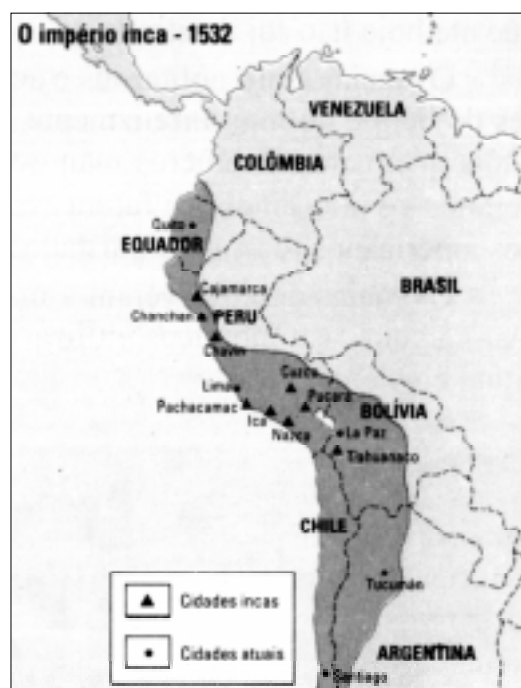 O império inca - 1532
VENEZUELA
COLÔMBIA
Quito
EQUADOR
BRASIL
Cajamarca
Chanchan
PERU
Chavin
Cuzco
Lima
Pucará
Pachacamac
BOLÍVIA
Ica
La Paz
Nazca
Tiahuanaco
CHILE
Cidades incas
Tucumán
Cidades atuais
ARGENTINA
Santiago